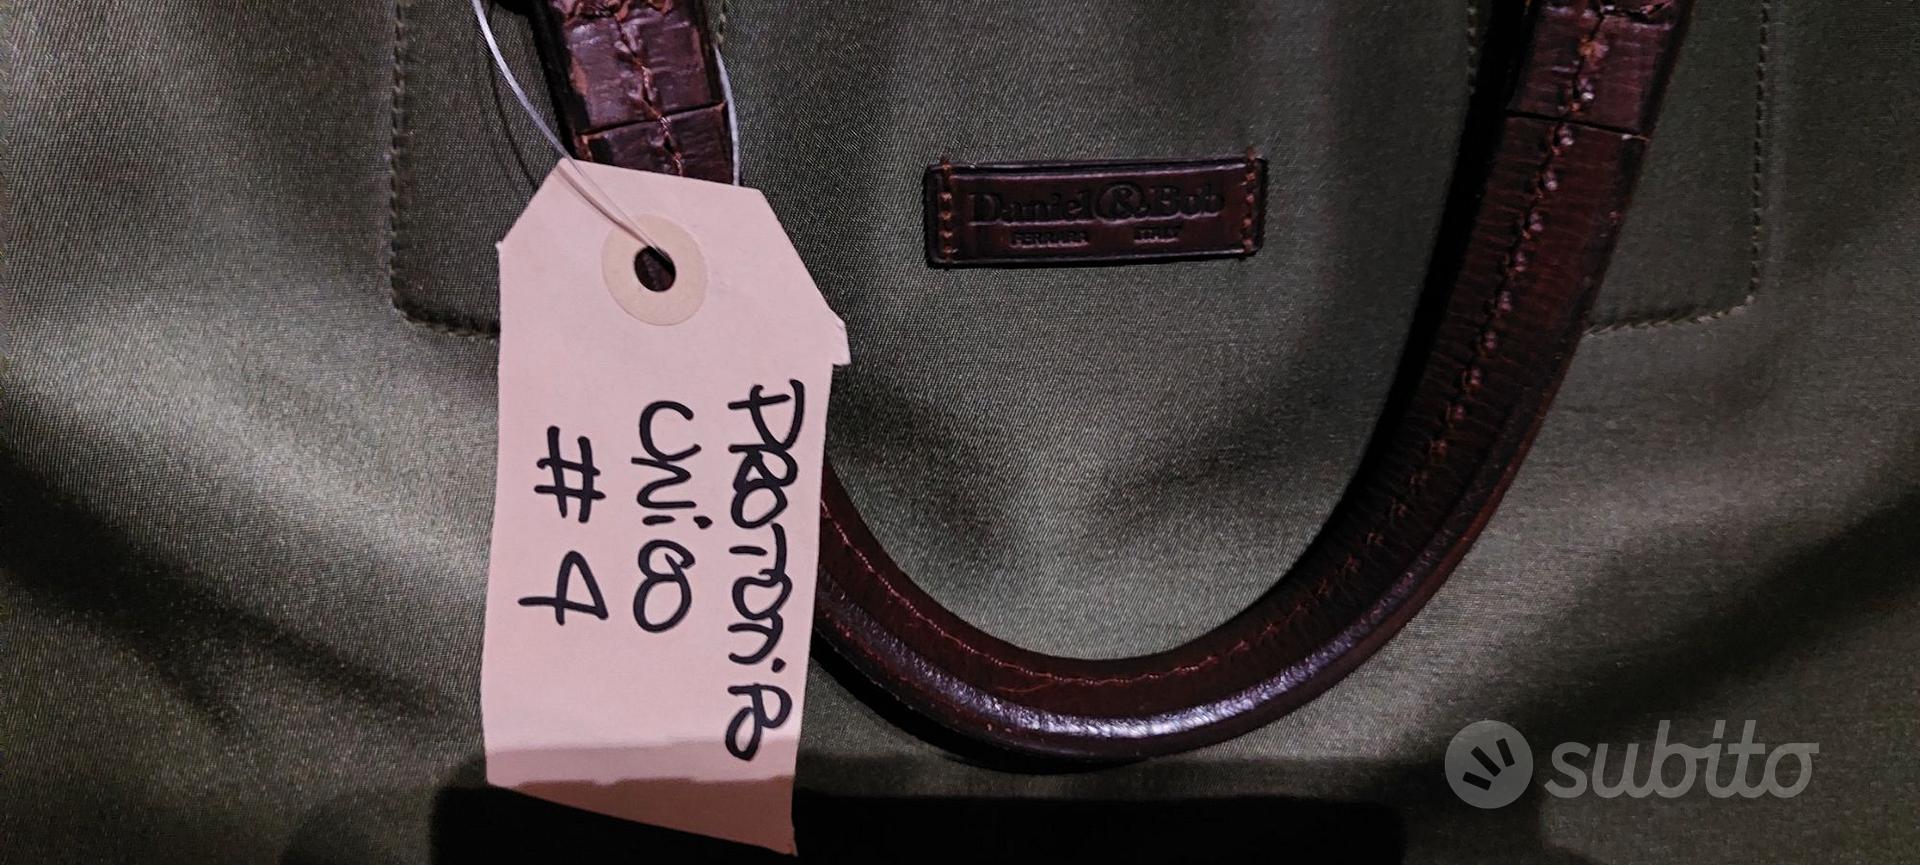 Daniel & Bob
FERRARA ITALY
PROTOTiPO
UNiCO
# 4
subito